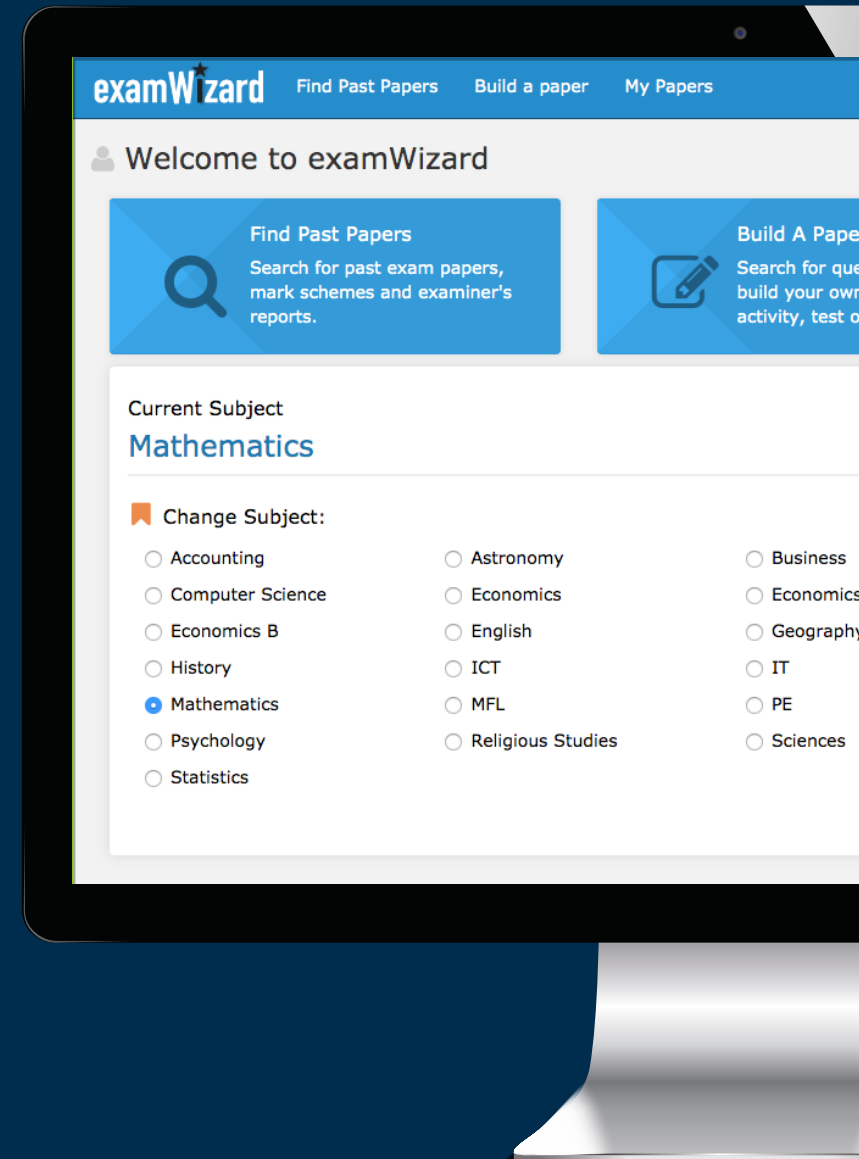 examWizard Find Past Papers Build a paper My Papers
Welcome to examWizard
Find Past Papers
Search for past exam papers,
mark schemes and examiner's
reports.
Build A Pape
Search for que
build your own
activity, test o
Current Subject
Mathematics
Change Subject:
Accounting Astronomy Business
Computer Science Economics Economics
Economics B English Geography
History ICT IT
Mathematics MFL PE
Psychology Religious Studies Sciences
Statistics